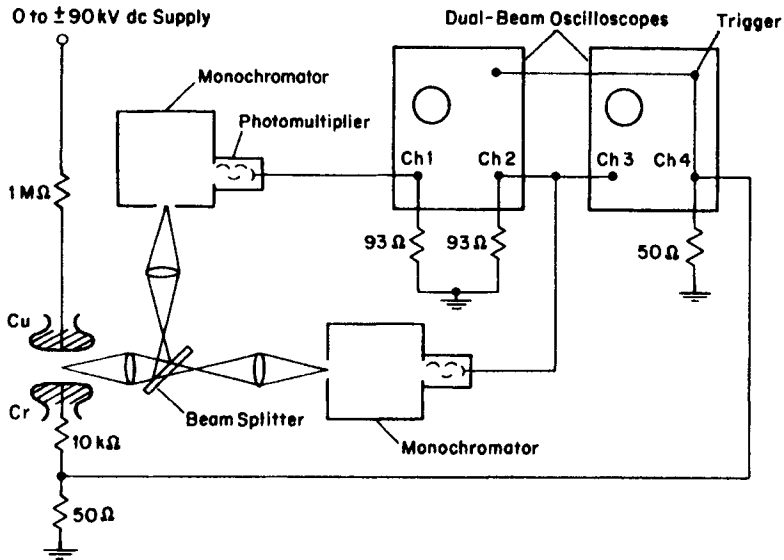 0 to ±90kV dc Supply
Dual-Beam Oscilloscopes
Trigger
Monochromator
Photomultiplier
Ch1
Ch2
Ch3
Ch4
1MΩ
93Ω
93Ω
50Ω
Cu
Cr
Beam Splitter
Monochromator
10kΩ
50Ω